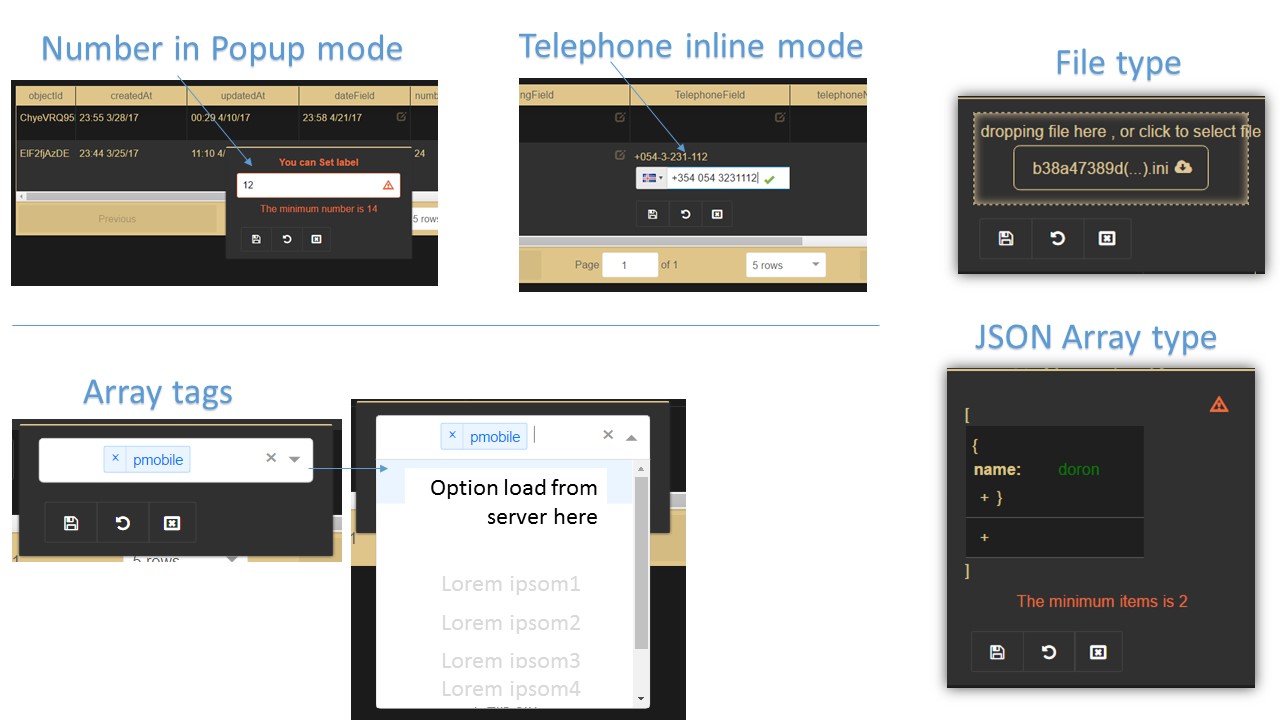 Number in Popup mode
objectId createdAt updatedAt dateField numb
ChyeVRQ95 23:55 3/28/17 00:29 4/10/17 23:58 4/21/17
EIF2fjAzDE 23:44 3/25/17 11:10 4/ 24
You can Set label
12
The minimum number is 14
Previous 5 rows
Telephone inline mode
ngField TelephoneField telephoneN
+054-3-231-112
+354 054 3231112
Page 1 of 1 5 rows
File type
dropping file here , or click to select file
b38a47389d(...).ini
Array tags
× pmobile ×
1 5 rows
× pmobile ×
Option load from
server here
1
Lorem ipsom1
Lorem ipsom2
Lorem ipsom3
Lorem ipsom4
JSON Array type
[
{
name: doron
+ }
+
]
The minimum items is 2